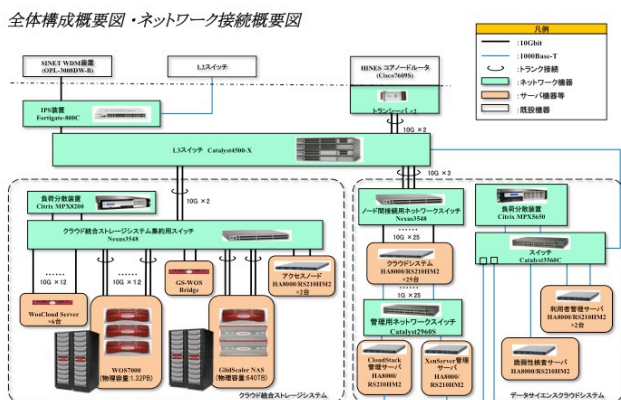 全体構成概要図・ネットワーク接続概要図
凡例
:10Gbit
:1000Base-T
:トランク接続
:ネットワーク機器
:サーバ機器等
:既設機器
SINET WDM装置
(OPL-300BDW-B)
L2スイッチ
HINES コアノードルータ
(Cisco7609S)
IPS装置
Fortigate-800C
トランシーバ ×2
10G ×2
L3スイッチ Catalyst4500-X
10G ×2
10G ×3
負荷分散装置
Citrix MPX8200
クラウド統合ストレージシステム集約用スイッチ
Nexus3548
ノード間接続用ネットワークスイッチ
Nexus3548
負荷分散装置
Citrix MPX5650
10G ×25
スイッチ
Catalyst3560C
......
10G ×12
......
10G ×12
GS-WOS
Bridge
アクセスノード
HA8000/RS210HM2
×2台
クラウドシステム
HA8000/RS210HM2
×25台
......
1G ×25
WosCloud Server
×6台
WOS7000
(物理容量:1.32PB)
GlidScaler NAS
(物理容量:640TB)
管理用ネットワークスイッチ
Catalyst2960S
利用者管理サーバ
HA8000/RS210HM2
×2台
CloudStack
管理サーバ
HA8000/
RS210HM2
XenServer管理
サーバ
HA8000/
RS210HM2
脆弱性検査サーバ
HA8000/RS210HM2
クラウド統合ストレージシステム
データサイエンスクラウドシステム